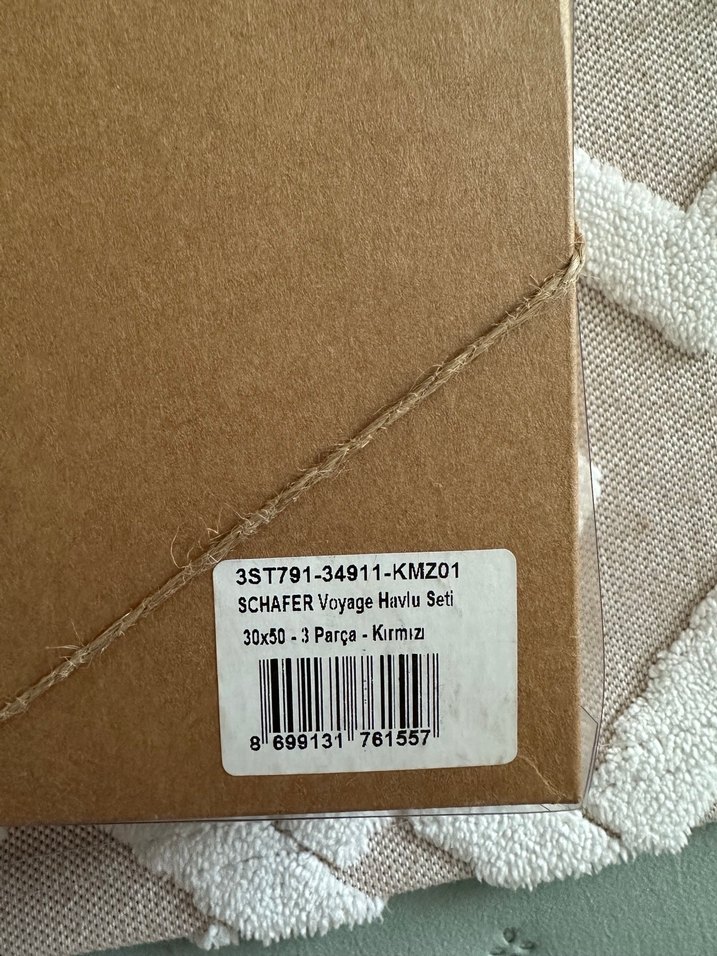 3ST791-34911-KMZ01
SCHAFER Voyage Havlu Seti
30x50 - 3 Parça - Kırmızı
8 699131 761557